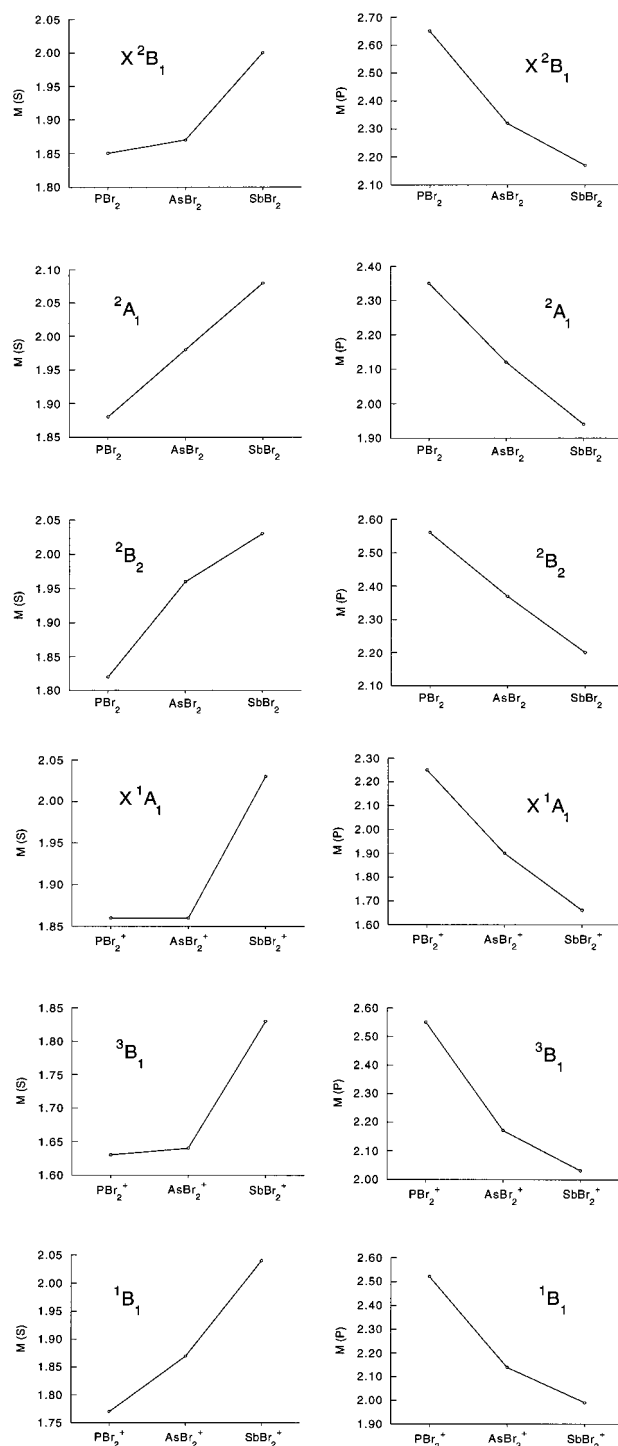 2.05
2.00
1.95
1.90
1.85
1.80
M (S)
X ²B₁
PBr₂ AsBr₂ SbBr₂
2.70
2.60
2.50
2.40
2.30
2.20
2.10
M (P)
X ²B₁
PBr₂ AsBr₂ SbBr₂
2.10
2.05
2.00
1.95
1.90
1.85
M (S)
²A₁
PBr₂ AsBr₂ SbBr₂
2.40
2.30
2.20
2.10
2.00
1.90
M (P)
²A₁
PBr₂ AsBr₂ SbBr₂
2.05
2.00
1.95
1.90
1.85
1.80
M (S)
²B₂
PBr₂ AsBr₂ SbBr₂
2.60
2.50
2.40
2.30
2.20
2.10
M (P)
²B₂
PBr₂ AsBr₂ SbBr₂
2.05
2.00
1.95
1.90
1.85
M (S)
X ¹A₁
PBr₂⁺ AsBr₂⁺ SbBr₂⁺
2.30
2.20
2.10
2.00
1.90
1.80
1.70
1.60
M (P)
X ¹A₁
PBr₂⁺ AsBr₂⁺ SbBr₂⁺
1.85
1.80
1.75
1.70
1.65
1.60
M (S)
³B₁
PBr₂⁺ AsBr₂⁺ SbBr₂⁺
2.60
2.50
2.40
2.30
2.20
2.10
2.00
M (P)
³B₁
PBr₂⁺ AsBr₂⁺ SbBr₂⁺
2.05
2.00
1.95
1.90
1.85
1.80
1.75
M (S)
¹B₁
PBr₂⁺ AsBr₂⁺ SbBr₂⁺
2.60
2.50
2.40
2.30
2.20
2.10
2.00
1.90
M (P)
¹B₁
PBr₂⁺ AsBr₂⁺ SbBr₂⁺